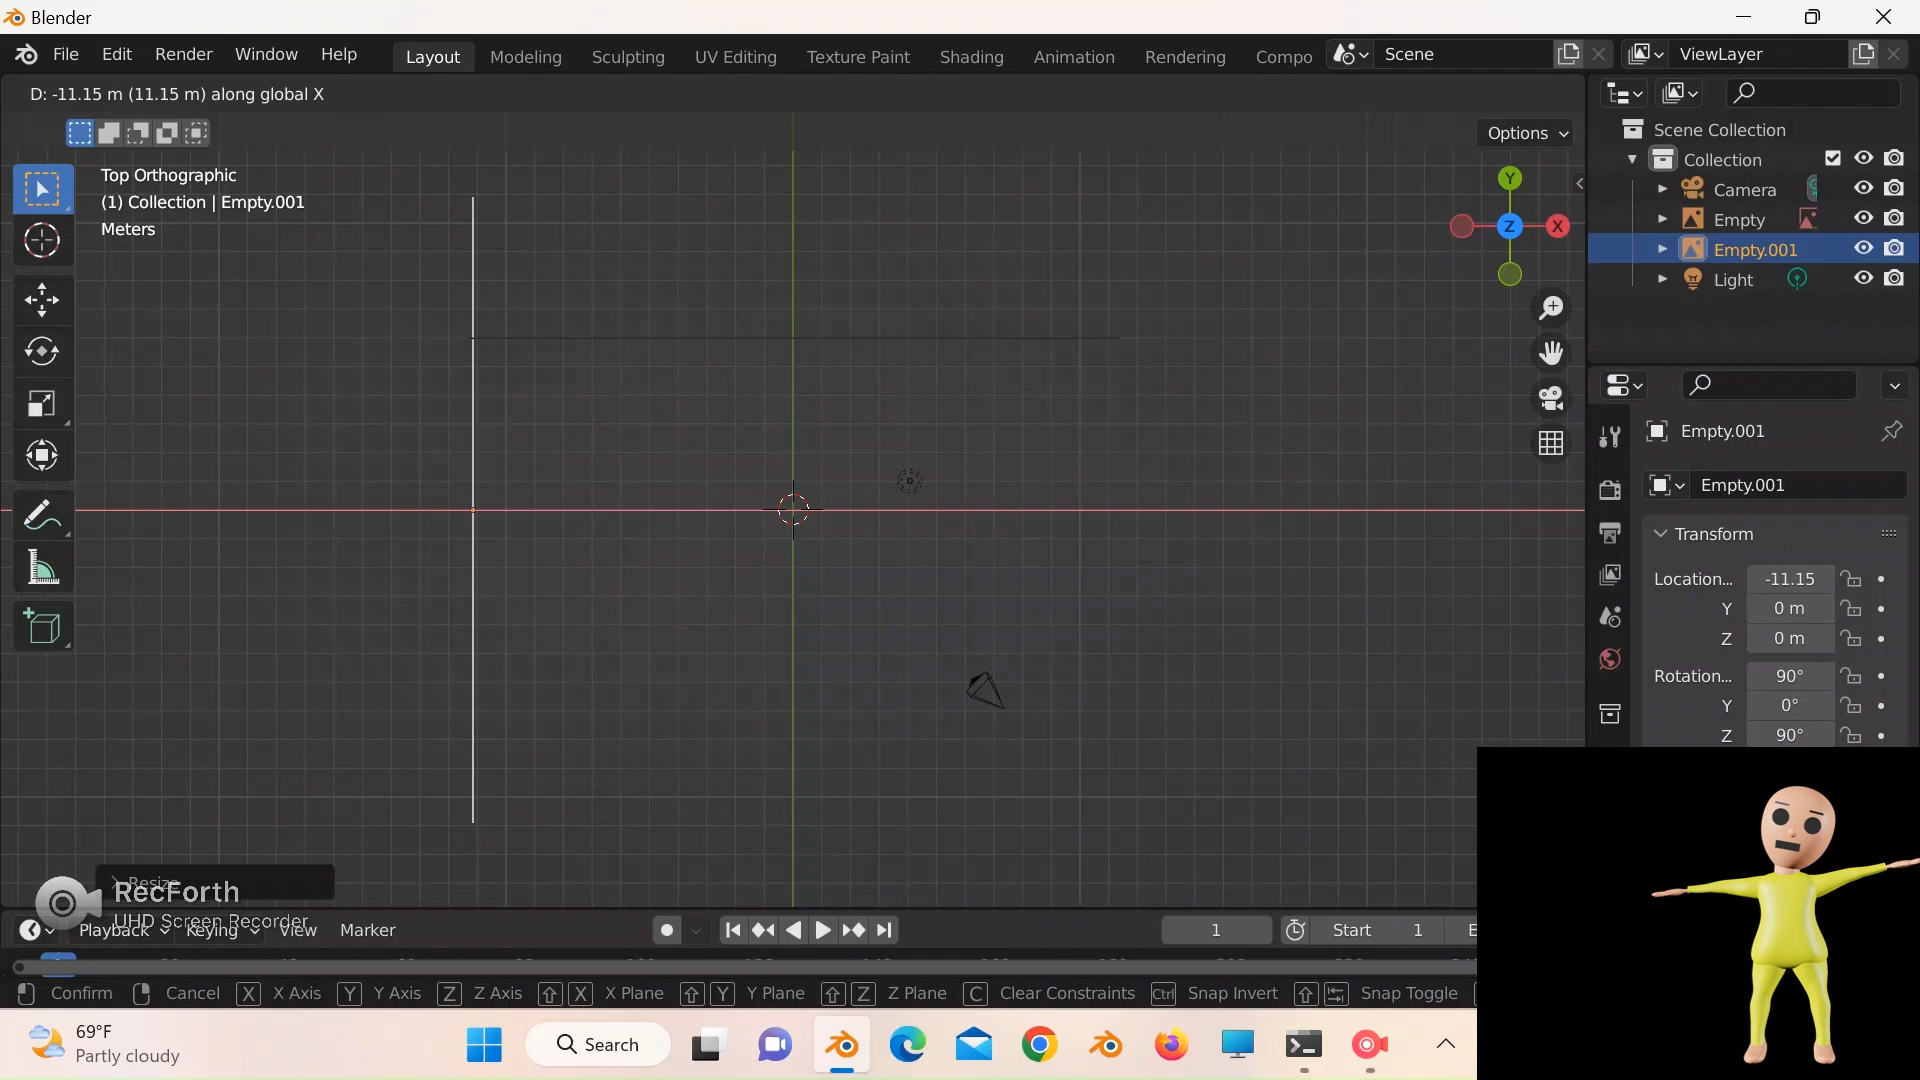 Blender
File Edit Render Window Help
Layout Modeling Sculpting UV Editing Texture Paint Shading Animation Rendering Compo
Scene
ViewLayer
D: -11.15 m (11.15 m) along global X
Options
Top Orthographic
(1) Collection | Empty.001
Meters
Y
Z
X
Scene Collection
Collection
Camera
Empty
Empty.001
Light
Empty.001
Empty.001
Transform
Location... -11.15
Y 0 m
Z 0 m
Rotation... 90°
Y 0°
Z 90°
Resize
RecForth
UHD Screen Recorder
Playback Keying View Marker
1
Start 1 E
Confirm Cancel X X Axis Y Y Axis Z Z Axis X X Plane Y Y Plane Z Z Plane C Clear Constraints Ctrl Snap Invert Snap Toggle
69°F
Partly cloudy
Search